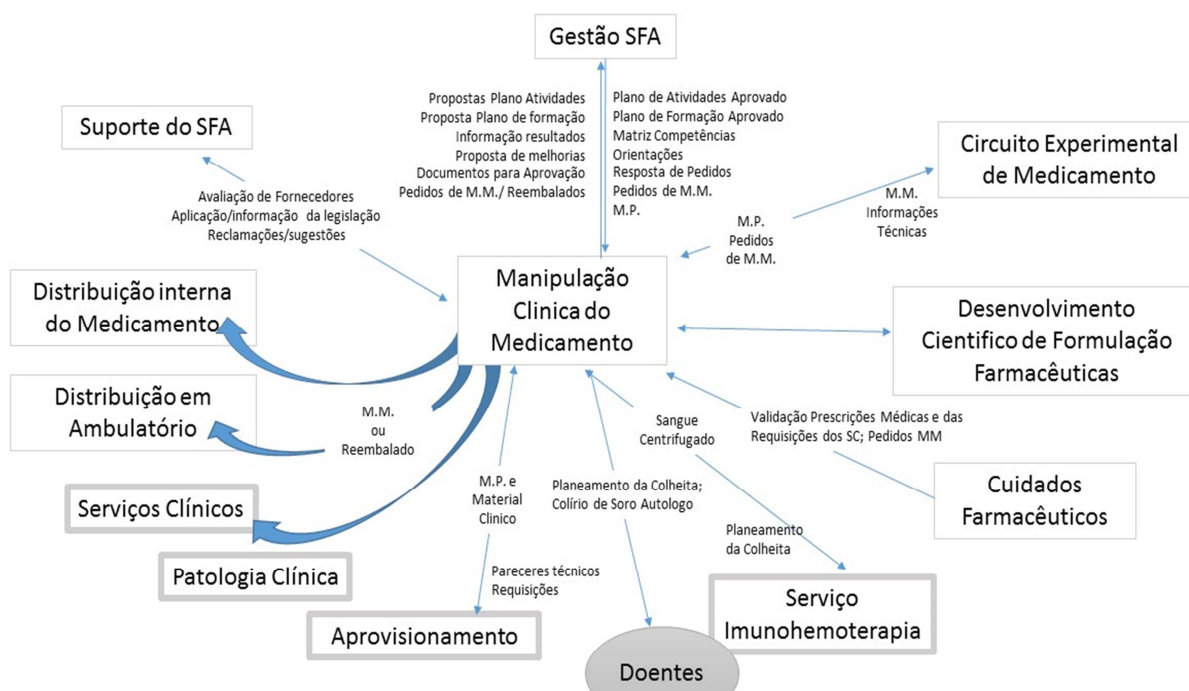 Gestão SFA
Propostas Plano Atividades
Proposta Plano de formação
Informação resultados
Proposta de melhorias
Documentos para Aprovação
Pedidos de M.M./ Reembalados
Plano de Atividades Aprovado
Plano de Formação Aprovado
Matriz Competências
Orientações
Resposta de Pedidos
Pedidos de M.M.
M.P.
Suporte do SFA
Avaliação de Fornecedores
Aplicação/informação da legislação
Reclamações/sugestões
Circuito Experimental
de Medicamento
M.M.
Informações
Técnicas
M.P.
Pedidos
de M.M.
Manipulação
Clinica do
Medicamento
Distribuição interna
do Medicamento
Desenvolvimento
Cientifico de Formulação
Farmacêuticas
Distribuição em
Ambulatório
M.M.
ou
Reembalado
Sangue
Centrifugado
Validação Prescrições Médicas e das
Requisições dos SC; Pedidos MM
M.P. e
Material
Clinico
Planeamento da Colheita;
Colírio de Soro Autologo
Cuidados
Farmacêuticos
Serviços Clínicos
Planeamento
da Colheita
Patologia Clínica
Pareceres técnicos
Requisições
Aprovisionamento
Serviço
Imunohemoterapia
Doentes